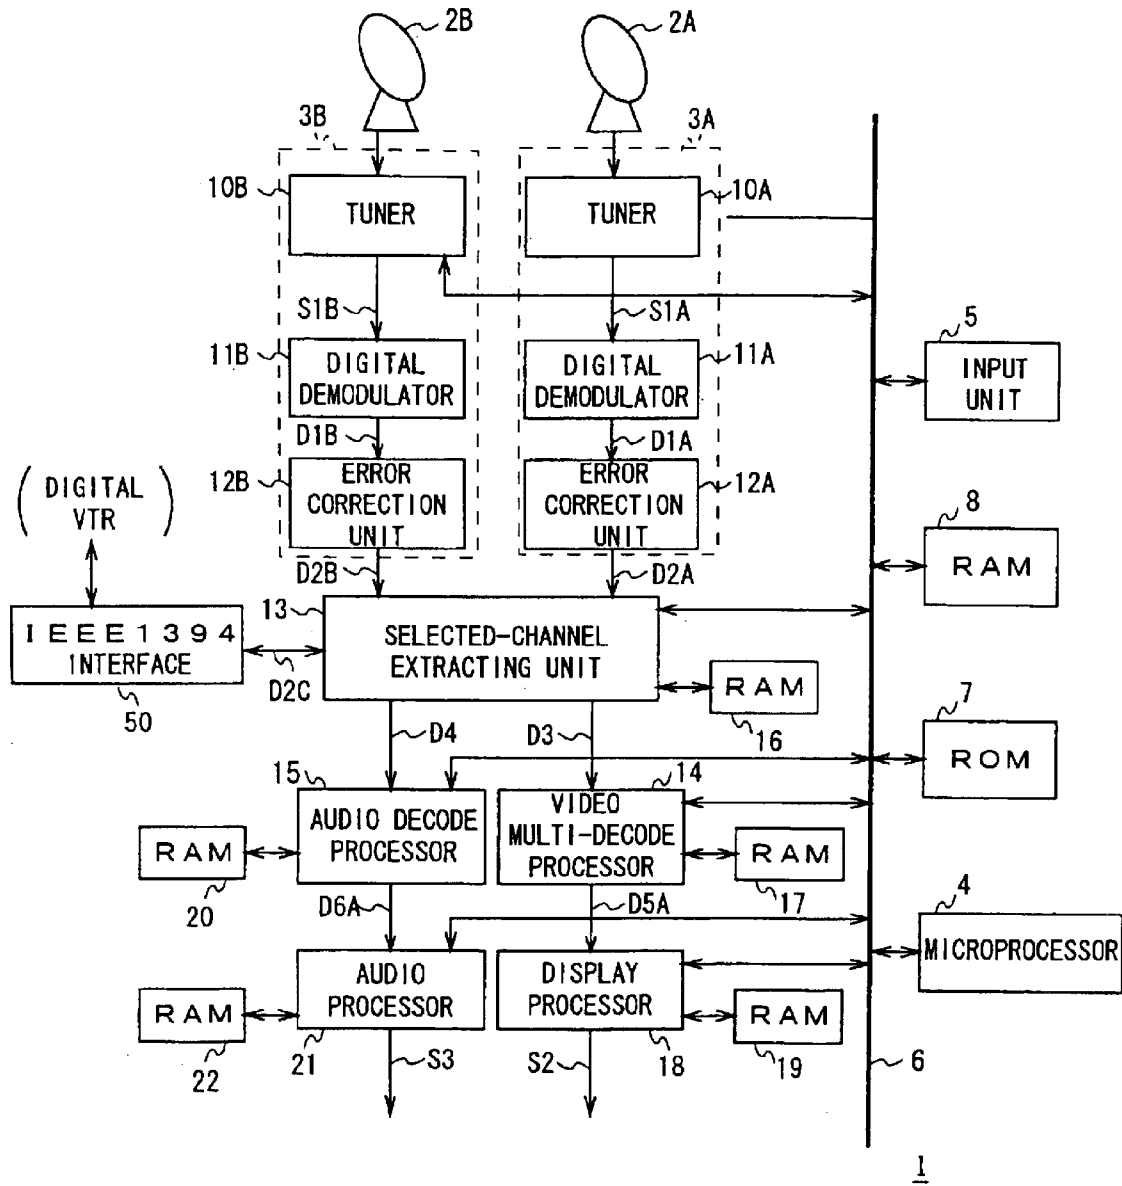 2B
2A
3B
3A
10B
TUNER
TUNER
10A
S1B
S1A
11B
DIGITAL
DEMODULATOR
DIGITAL
DEMODULATOR
11A
5
INPUT
UNIT
D1B
D1A
12B
ERROR
CORRECTION
UNIT
ERROR
CORRECTION
UNIT
12A
(DIGITAL
VTR)
8
RAM
D2B
D2A
13
SELECTED-CHANNEL
EXTRACTING UNIT
IEEE1394
INTERFACE
50
D2C
RAM
16
7
ROM
D4
D3
15
AUDIO DECODE
PROCESSOR
14
VIDEO
MULTI-DECODE
PROCESSOR
RAM
20
RAM
17
D6A
D5A
4
MICROPROCESSOR
AUDIO
PROCESSOR
21
DISPLAY
PROCESSOR
18
RAM
22
RAM
19
S3
S2
6
1